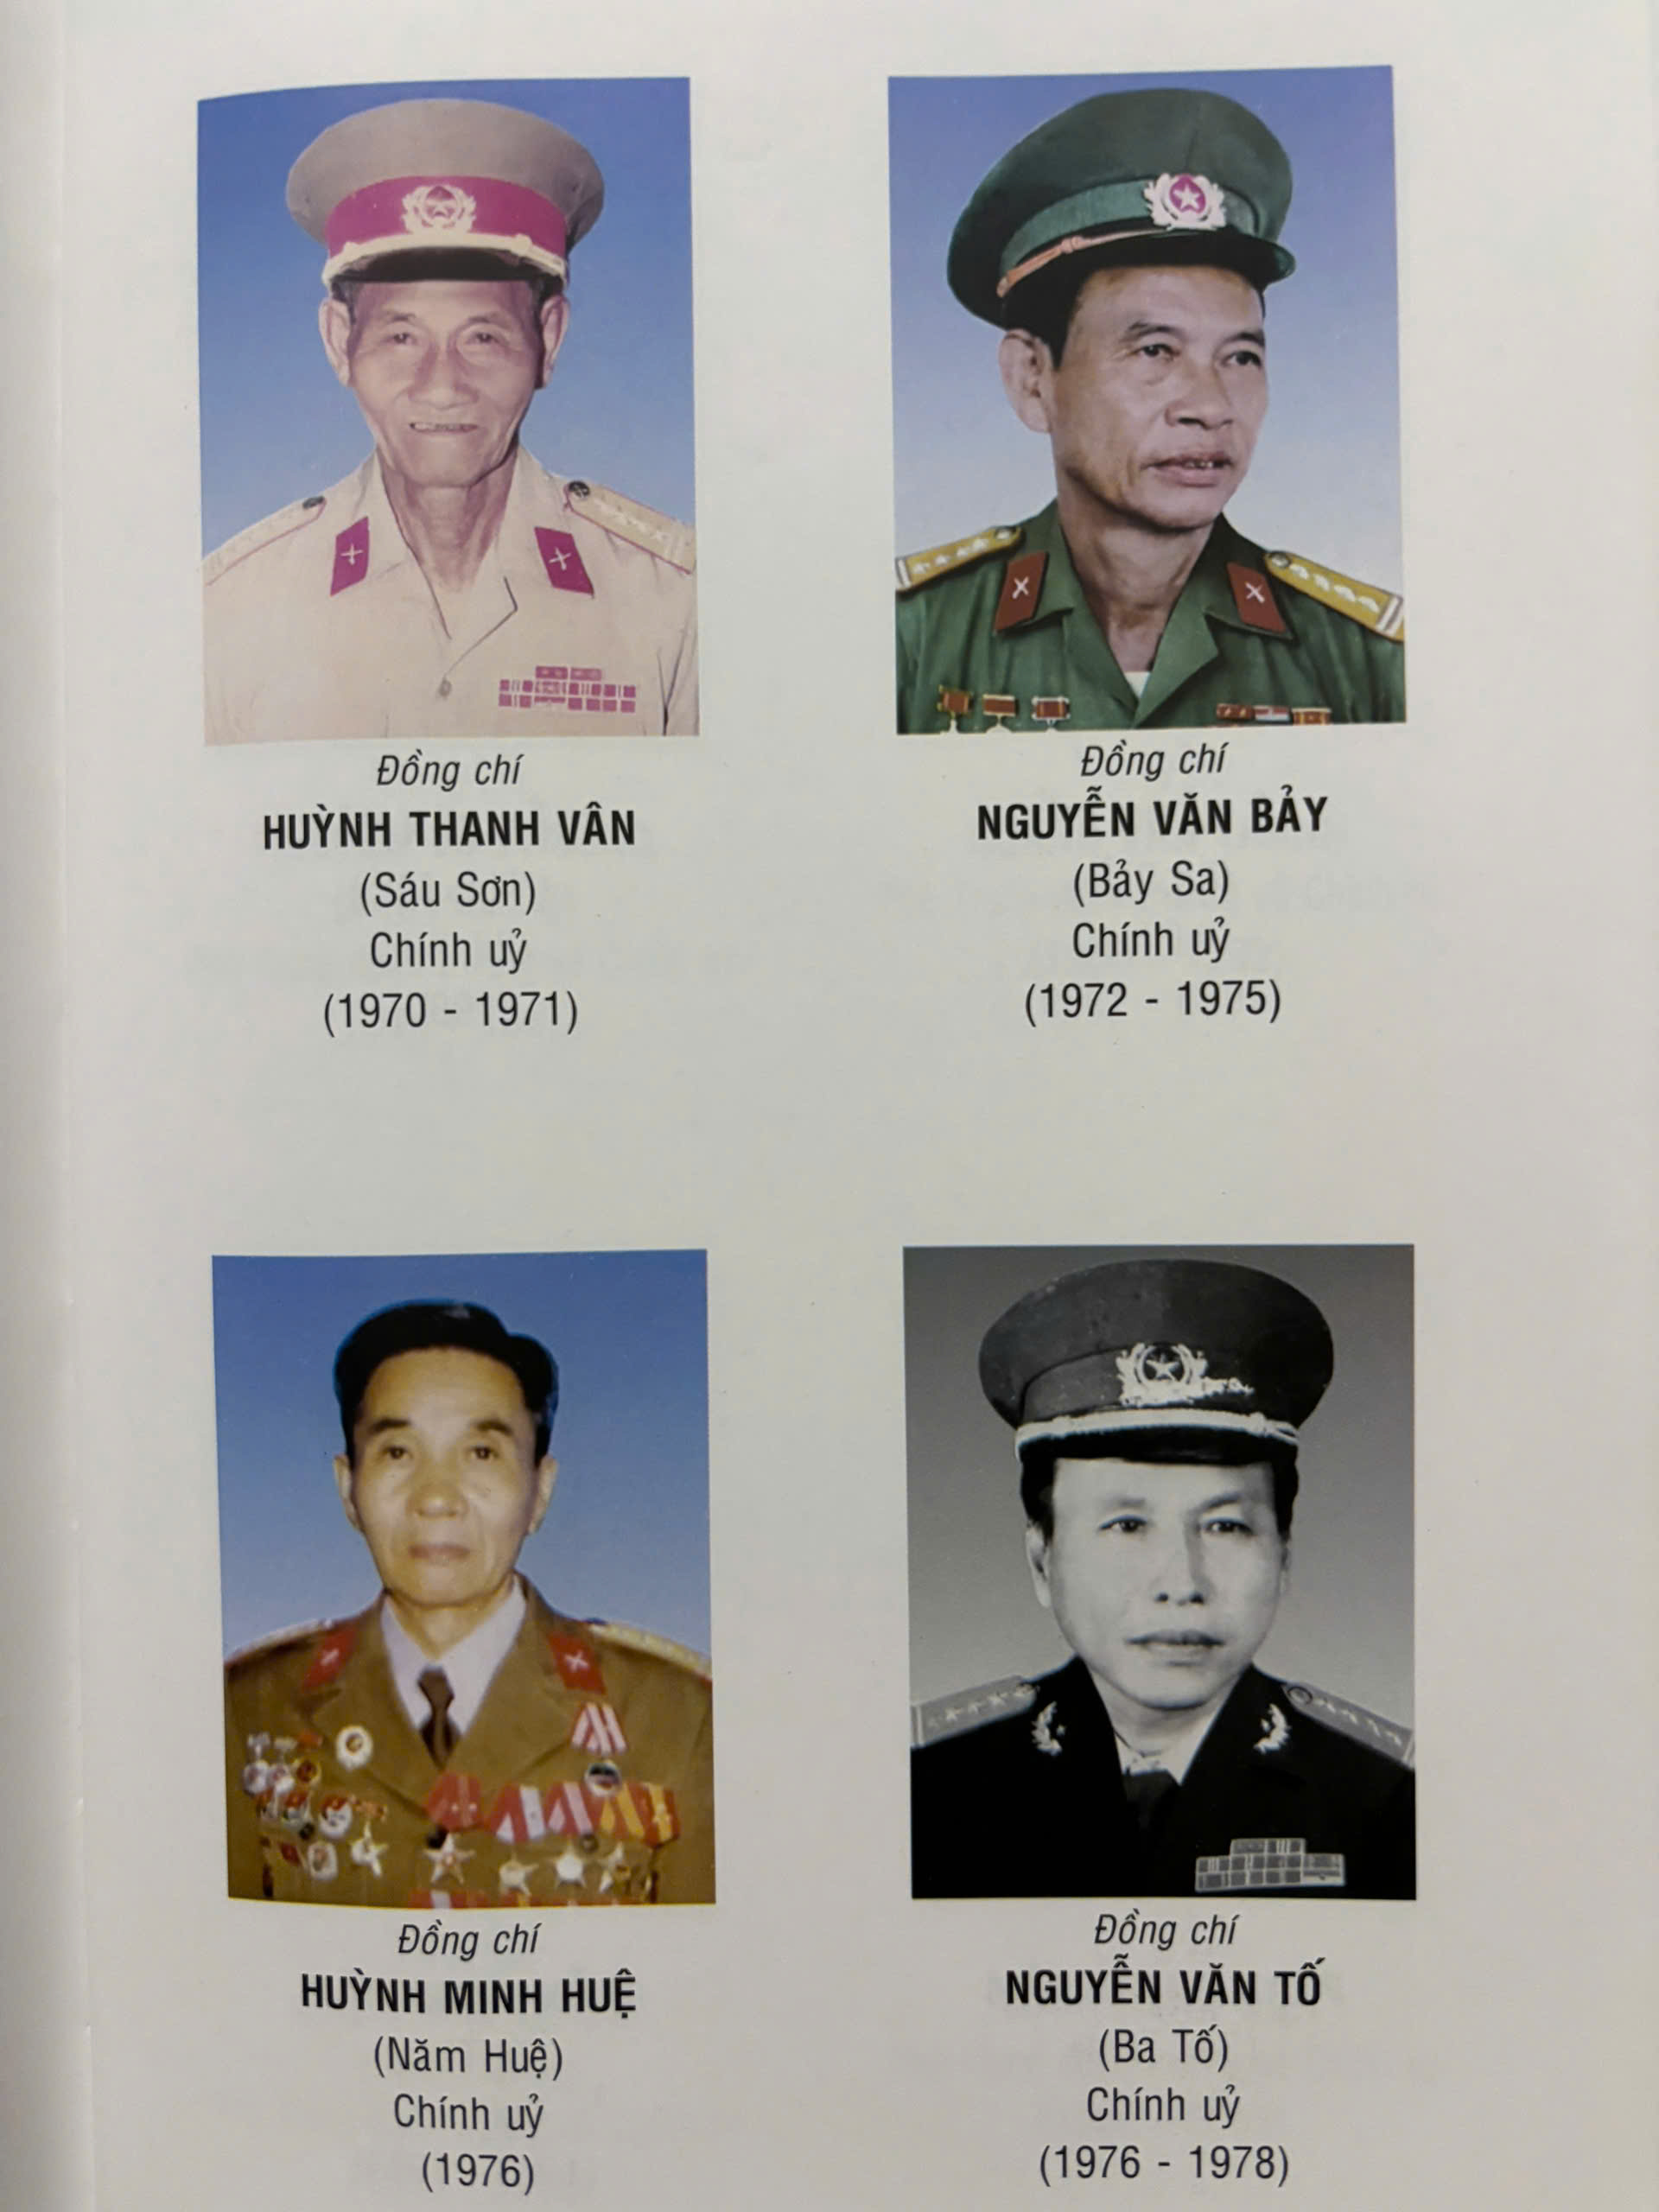 Đồng chí
HUỲNH THANH VÂN
(Sáu Sơn)
Chính uỷ
(1970 - 1971)
Đồng chí
NGUYỄN VĂN BẢY
(Bảy Sa)
Chính uỷ
(1972 - 1975)
Đồng chí
HUỲNH MINH HUỆ
(Năm Huệ)
Chính uỷ
(1976)
Đồng chí
NGUYỄN VĂN TỐ
(Ba Tố)
Chính uỷ
(1976 - 1978)